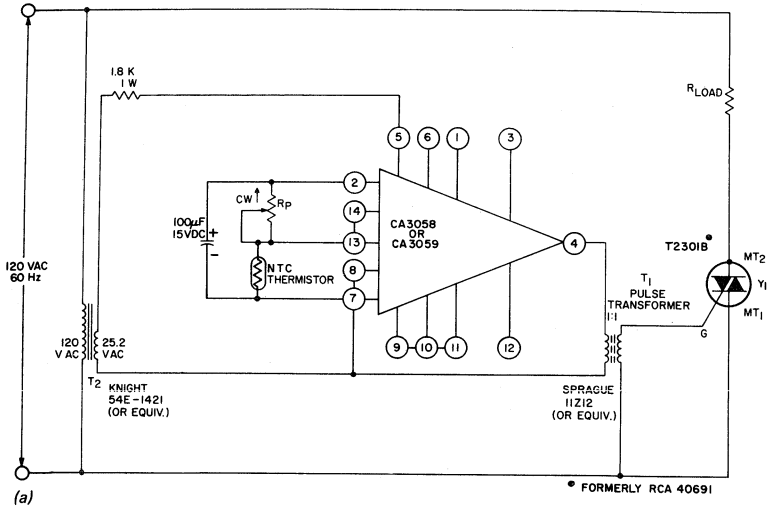 1.8 K
1 W
RLOAD
5
6
1
3
2
CW
RP
14
100µF
15VDC
+
-
13
CA3058
OR
CA3059
4
T2301B
MT2
NTC
THERMISTOR
8
7
T1
PULSE
TRANSFORMER
1:1
Y1
MT1
G
120 VAC
60 Hz
9
10
11
12
120
V AC
25.2
VAC
T2
KNIGHT
54E-1421
(OR EQUIV.)
SPRAGUE
11Z12
(OR EQUIV.)
FORMERLY RCA 40691
(a)